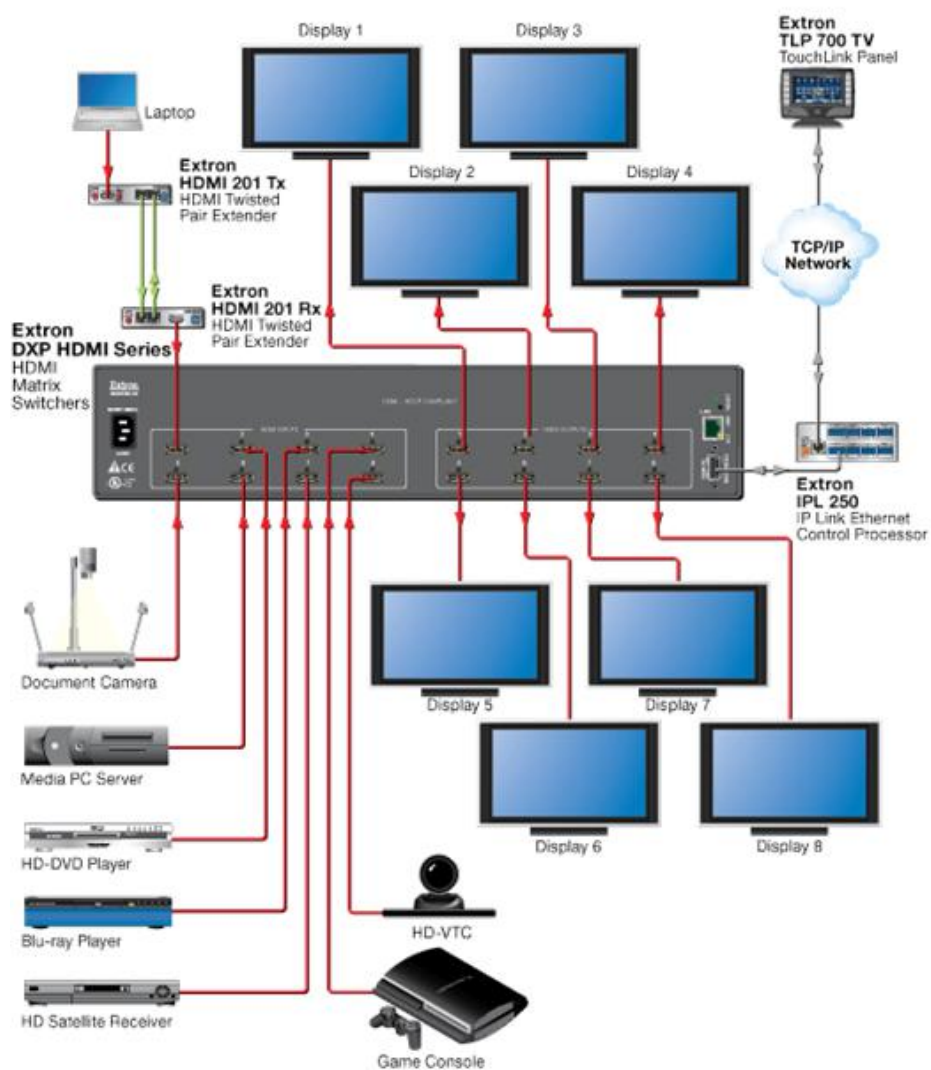 Display 1
Display 3
Extron
TLP 700 TV
TouchLink Panel
Laptop
Extron
HDMI 201 Tx
HDMI Twisted
Pair Extender
Display 2
Display 4
TCP/IP
Network
Extron
HDMI 201 Rx
HDMI Twisted
Pair Extender
Extron
DXP HDMI Series
HDMI
Matrix
Switchers
Extron
Extron
IPL 250
IP Link Ethernet
Control Processor
Document Camera
Display 5
Display 7
Media PC Server
Display 6
Display 8
HD-DVD Player
HD-VTC
Blu-ray Player
HD Satellite Receiver
Game Console